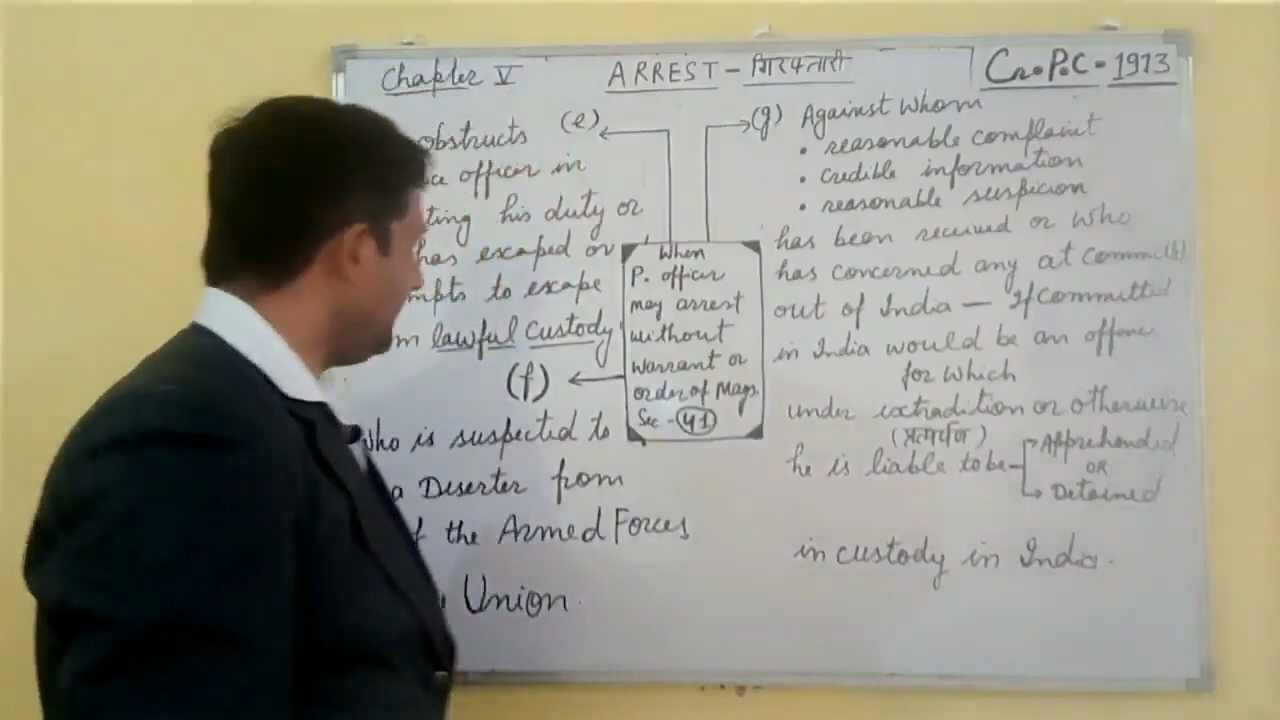 Chapter V
ARREST - गिरफ्तारी
Cr.P.C - 1973
(e)
obstructs
officer in
his duty or
has escaped or
to escape
lawful custody
(f)
who is suspected to
a Deserter from
the Armed Forces
Union.
When
P. officer
may arrest
without
warrant or
order of Mags.
Sec - 41
(g) Against whom
• reasonable complaint
• credible information
• reasonable suspicion
has been received or who
has concerned any at committ
out of India — If committed
in India would be an offence
for which
under extradition or otherwise
(प्रत्यर्पण)
he is liable to be
Apprehended
OR
Detained
in custody in India.